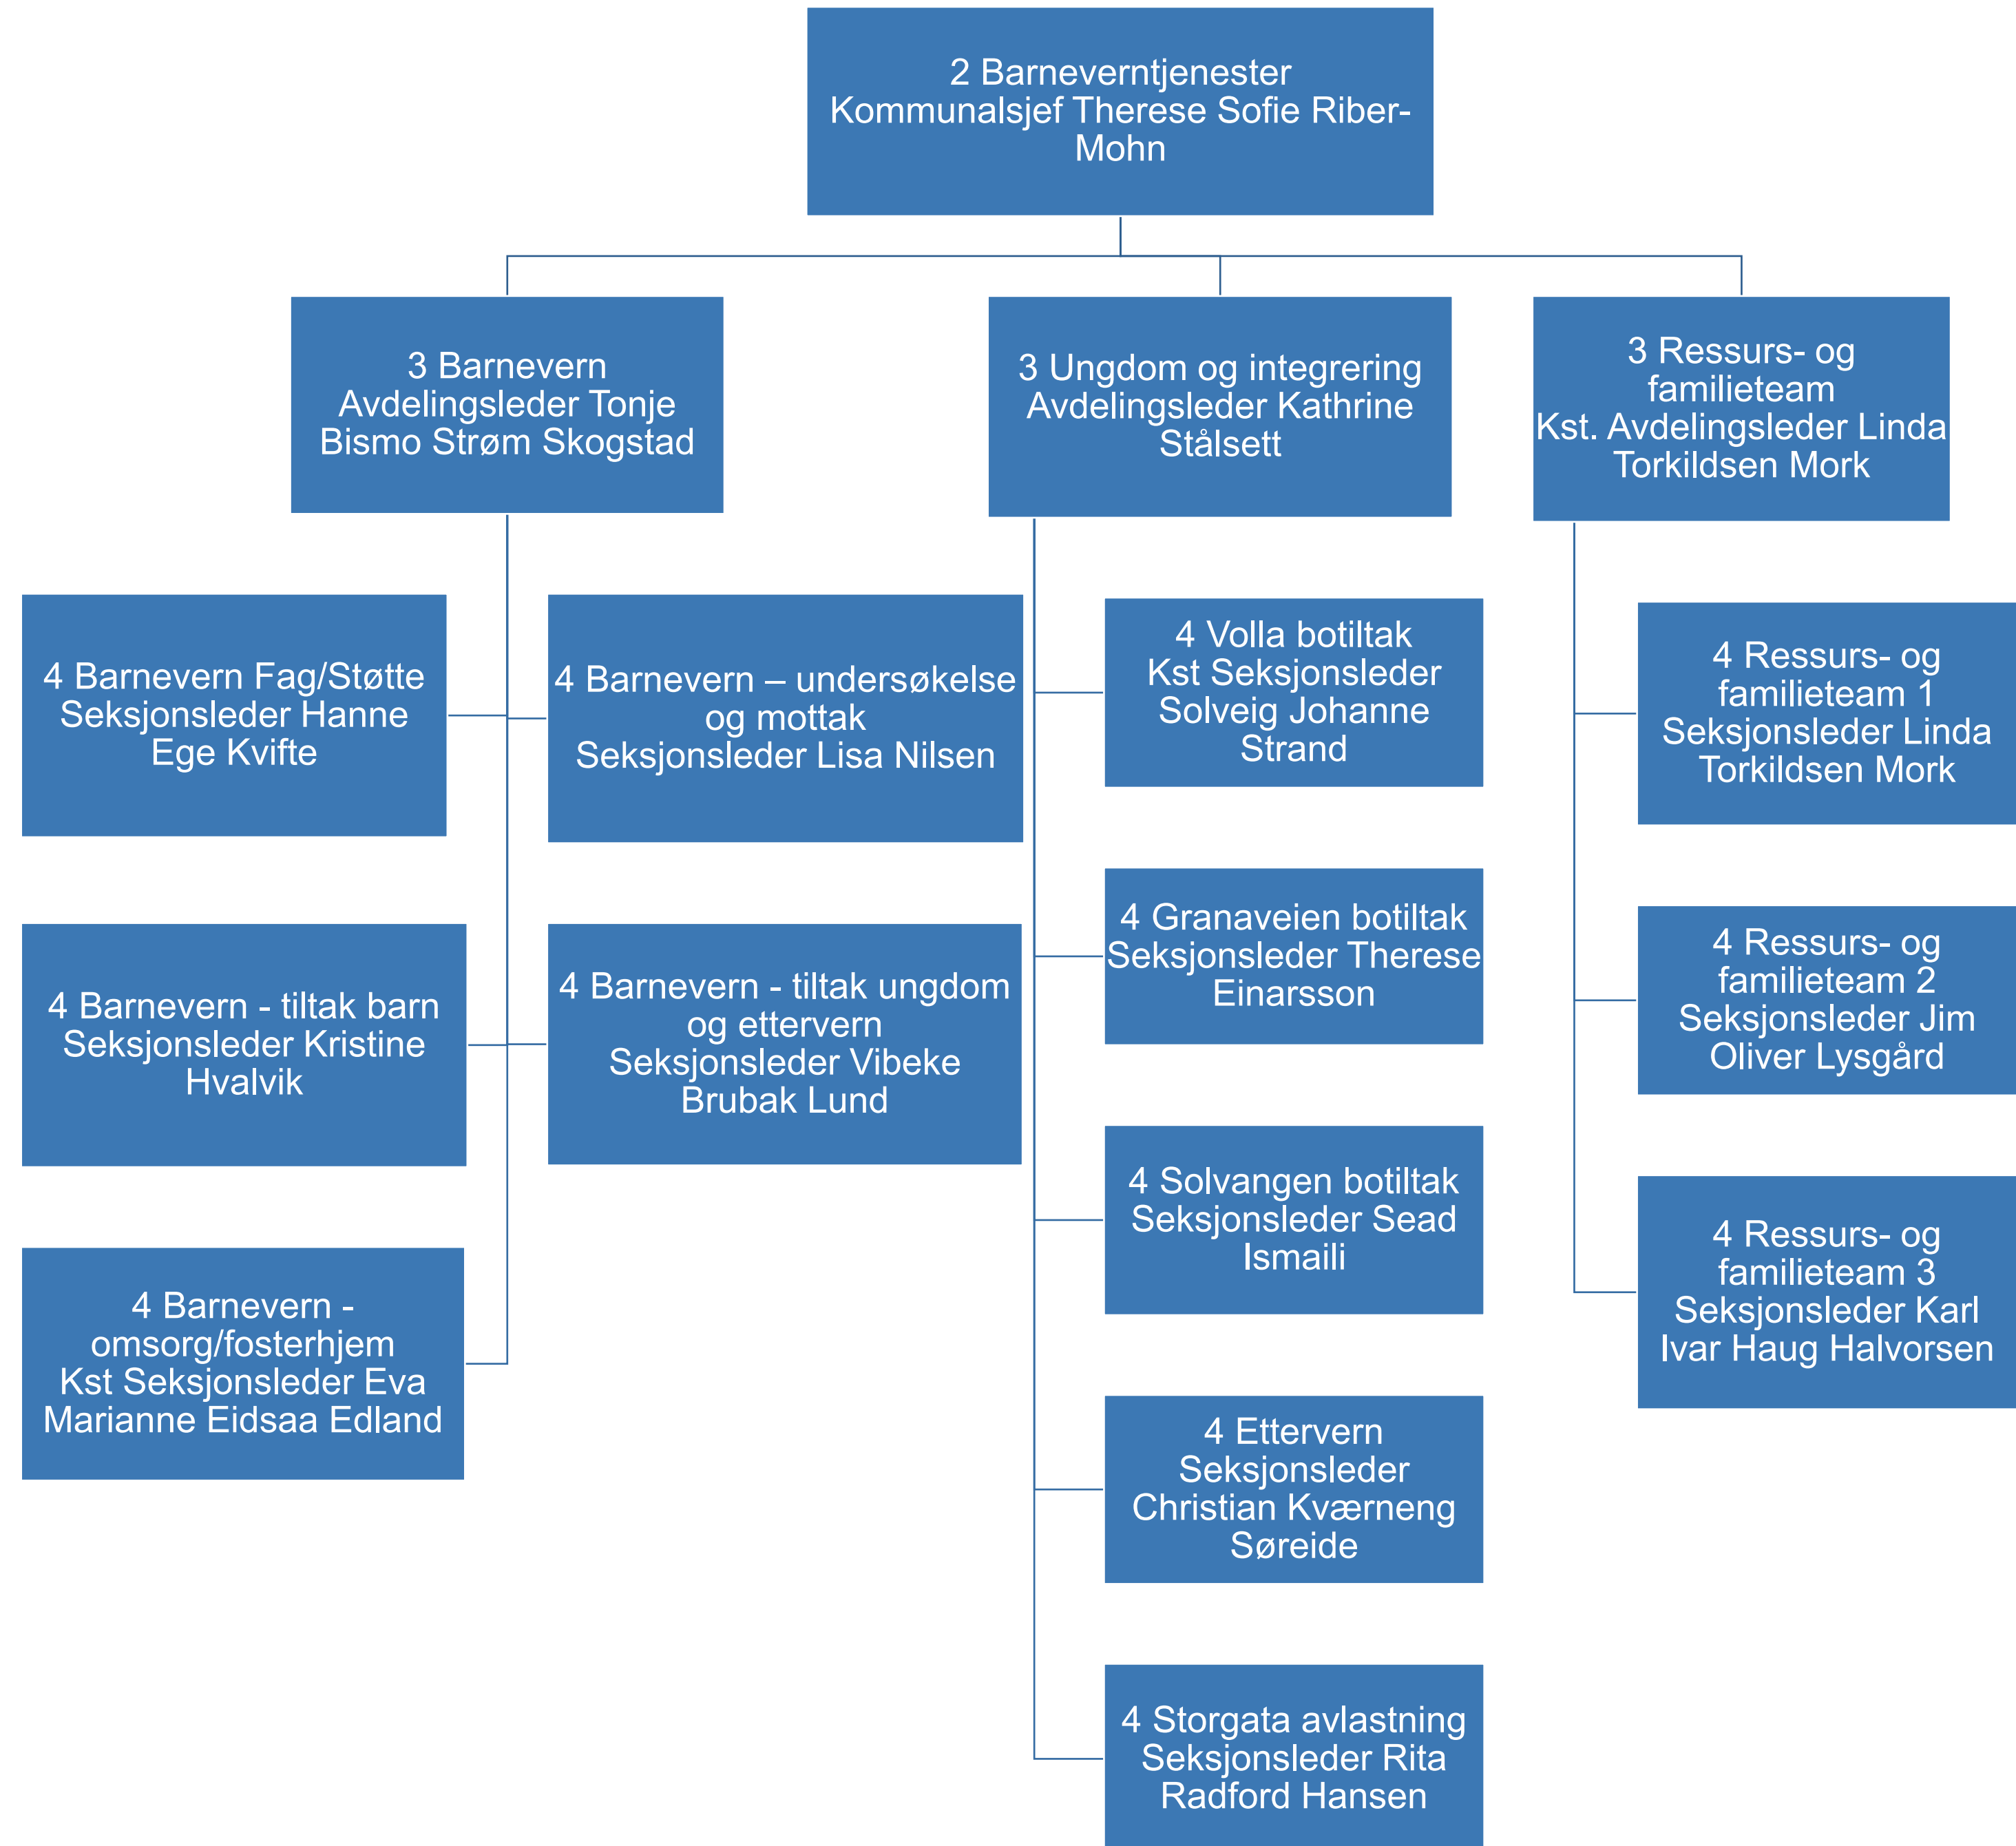 2 Barneverntjenester
Kommunalsjef Therese Sofie Riber-
Mohn
3 Barnevern
Avdelingsleder Tonje
Bismo Strøm Skogstad
3 Ungdom og integrering
Avdelingsleder Kathrine
Stålsett
3 Ressurs- og
familieteam
Kst. Avdelingsleder Linda
Torkildsen Mork
4 Barnevern Fag/Støtte
Seksjonsleder Hanne
Ege Kvifte
4 Barnevern – undersøkelse
og mottak
Seksjonsleder Lisa Nilsen
4 Barnevern - tiltak barn
Seksjonsleder Kristine
Hvalvik
4 Barnevern - tiltak ungdom
og ettervern
Seksjonsleder Vibeke
Brubak Lund
4 Barnevern -
omsorg/fosterhjem
Kst Seksjonsleder Eva
Marianne Eidsaa Edland
4 Volla botiltak
Kst Seksjonsleder
Solveig Johanne
Strand
4 Granaveien botiltak
Seksjonsleder Therese
Einarsson
4 Solvangen botiltak
Seksjonsleder Sead
Ismaili
4 Ettervern
Seksjonsleder
Christian Kværneng
Søreide
4 Storgata avlastning
Seksjonsleder Rita
Radford Hansen
4 Ressurs- og
familieteam 1
Seksjonsleder Linda
Torkildsen Mork
4 Ressurs- og
familieteam 2
Seksjonsleder Jim
Oliver Lysgård
4 Ressurs- og
familieteam 3
Seksjonsleder Karl
Ivar Haug Halvorsen